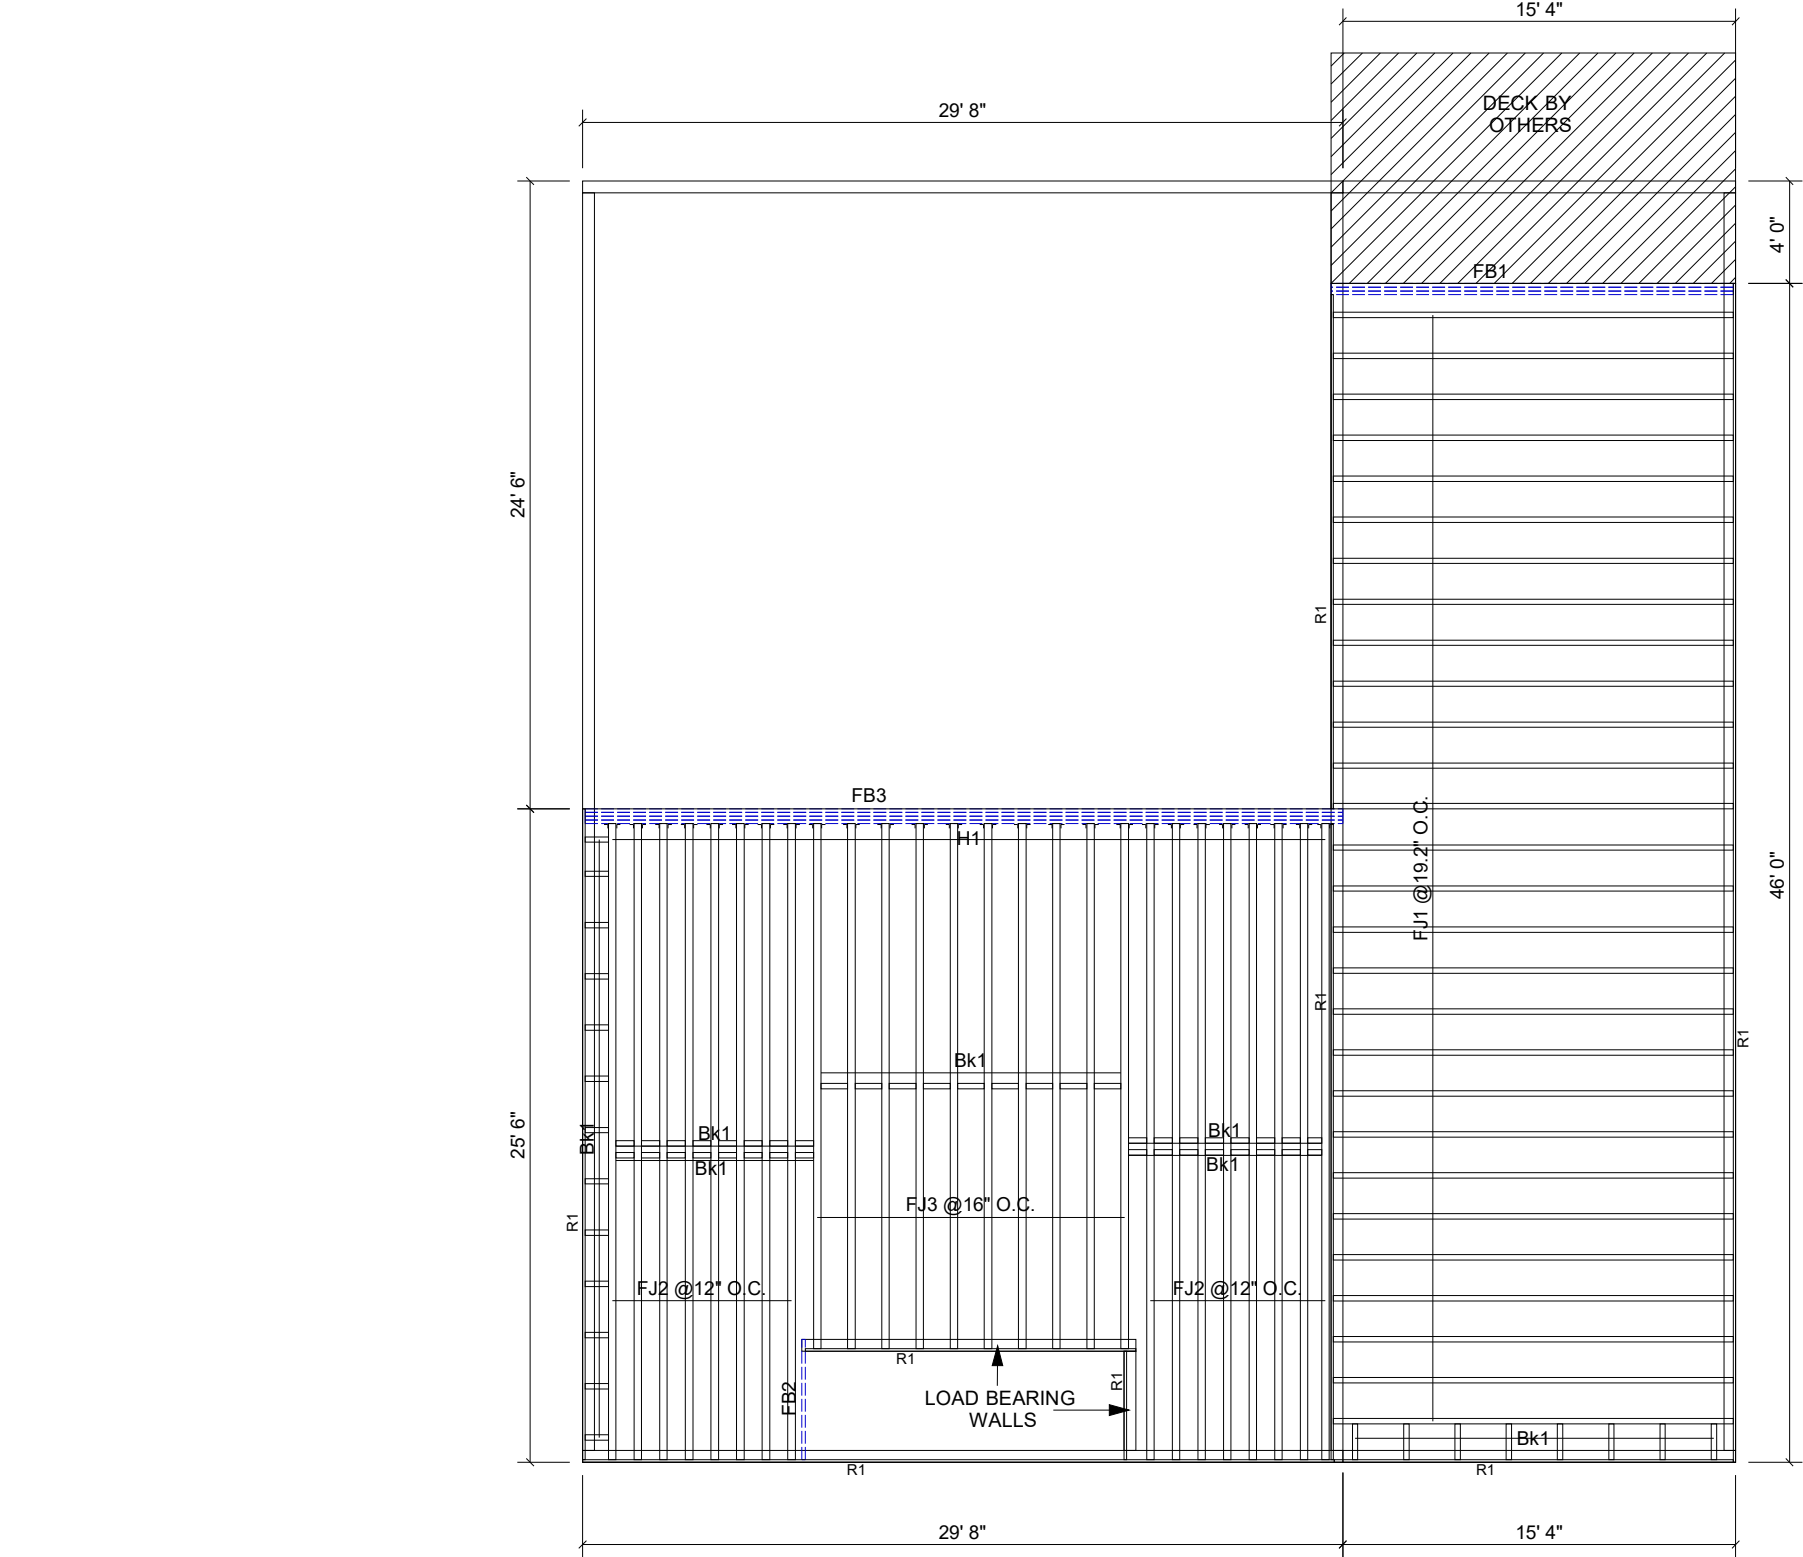 15' 4"
DECK BY
OTHERS
29' 8"
4' 0"
FB1
24' 6"
R1
FB3
H1
FJ1 @19.2" O.C.
46' 0"
R1
R1
Bk1
25' 6"
Bk1
Bk1
Bk1
Bk1
Bk1
R1
FJ3 @16" O.C.
FJ2 @12" O.C.
FJ2 @12" O.C.
R1
FB2
R1
LOAD BEARING
WALLS
Bk1
R1
R1
29' 8"
15' 4"